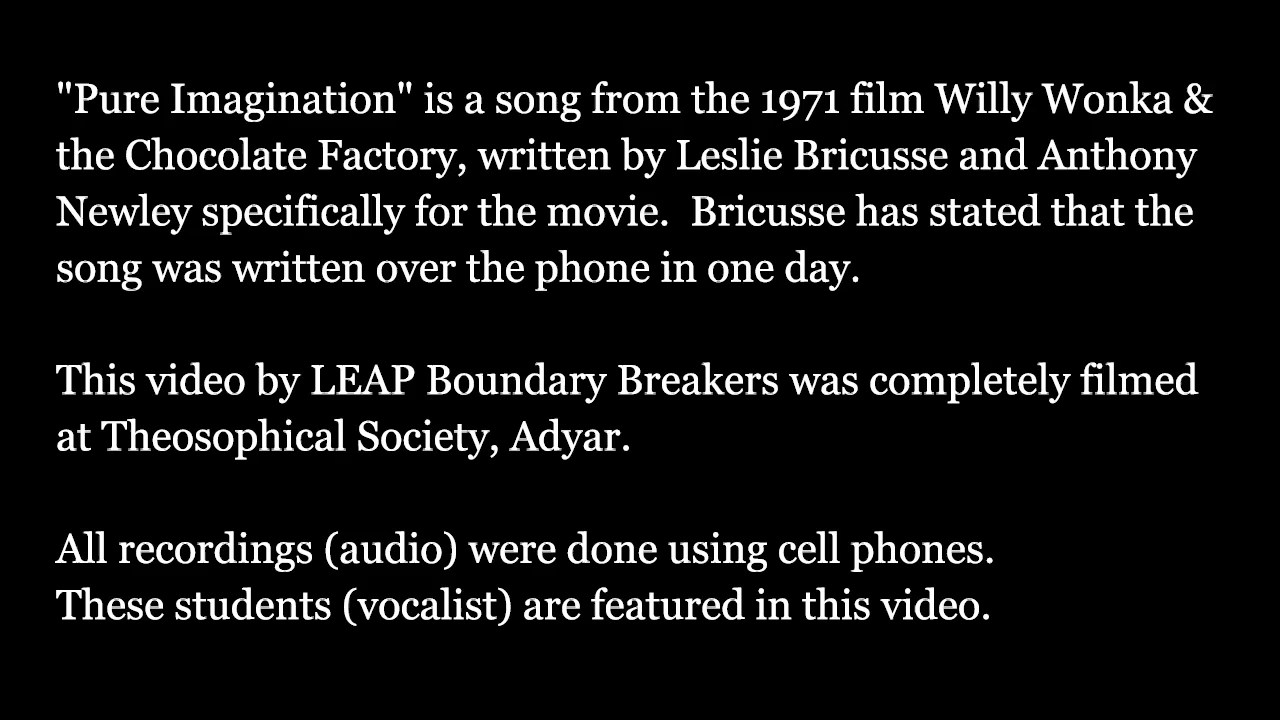 "Pure Imagination" is a song from the 1971 film Willy Wonka &
the Chocolate Factory, written by Leslie Bricusse and Anthony
Newley specifically for the movie.  Bricusse has stated that the
song was written over the phone in one day.
This video by LEAP Boundary Breakers was completely filmed
at Theosophical Society, Adyar.
All recordings (audio) were done using cell phones.
These students (vocalist) are featured in this video.